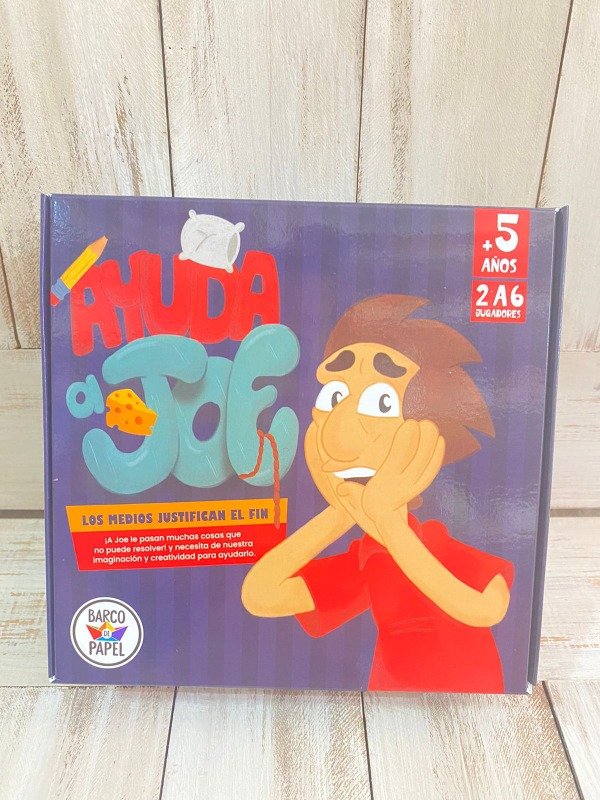 AYUDA
a JOE
+5
AÑOS
2 A 6
JUGADORES
LOS MEDIOS JUSTIFICAN EL FIN
¡A Joe le pasan muchas cosas que
no puede resolver! y necesita de nuestra
imaginación y creatividad para ayudarlo.
BARCO
DE
PAPEL